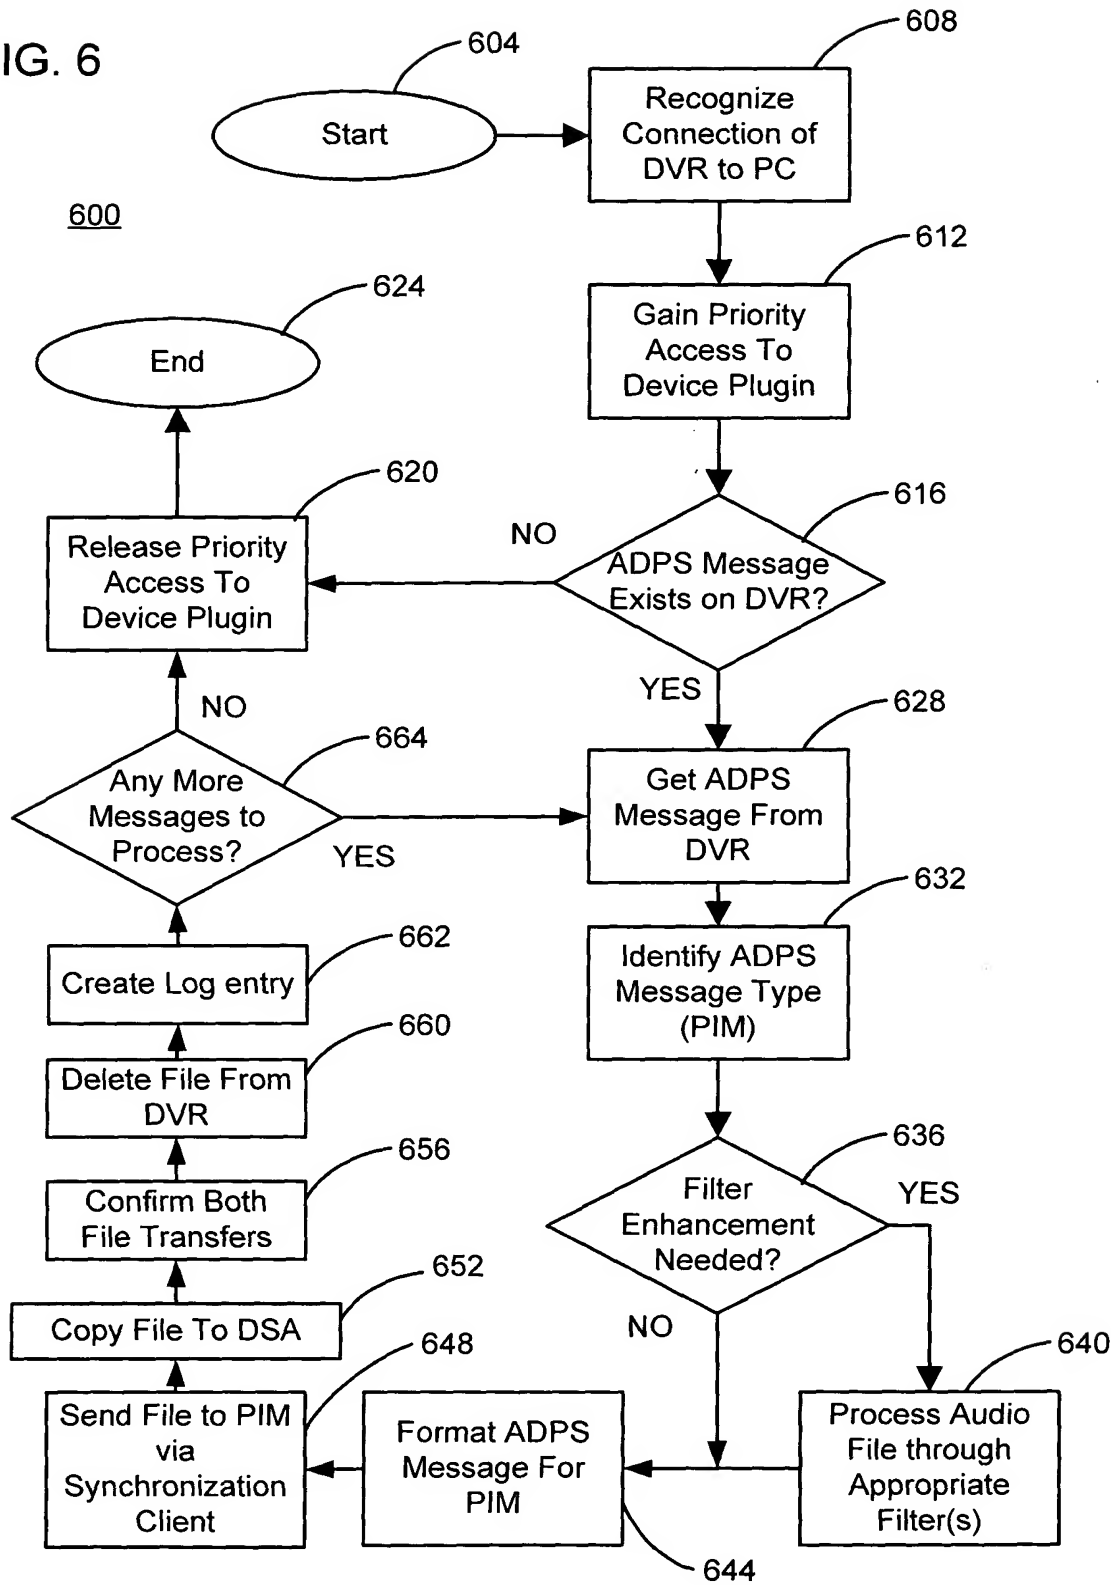 IG. 6
604
Start
608
Recognize
Connection of
DVR to PC
600
612
Gain Priority
Access To
Device Plugin
624
End
620
Release Priority
Access To
Device Plugin
616
NO
ADPS Message
Exists on DVR?
YES
628
Get ADPS
Message From
DVR
NO
664
Any More
Messages to
Process?
YES
632
Identify ADPS
Message Type
(PIM)
662
Create Log entry
660
Delete File From
DVR
656
Confirm Both
File Transfers
636
YES
Filter
Enhancement
Needed?
NO
652
Copy File To DSA
648
Send File to PIM
via
Synchronization
Client
Format ADPS
Message For
PIM
644
640
Process Audio
File through
Appropriate
Filter(s)